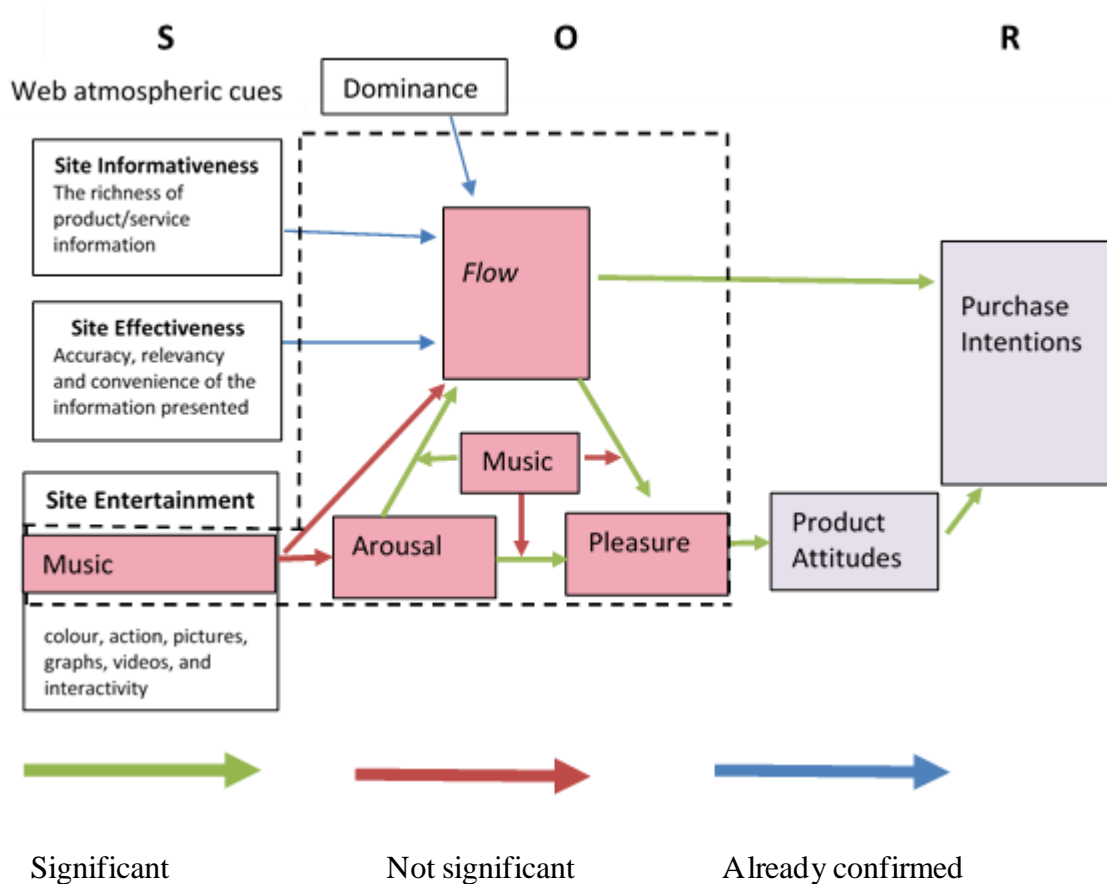 S
O
R
Web atmospheric cues
Dominance
Site Informativeness
The richness of
product/service
information
Flow
Purchase
Intentions
Site Effectiveness
Accuracy, relevancy
and convenience of the
information presented
Music
Site Entertainment
Music
Arousal
Pleasure
Product
Attitudes
colour, action, pictures,
graphs, videos, and
interactivity
Significant
Not significant
Already confirmed